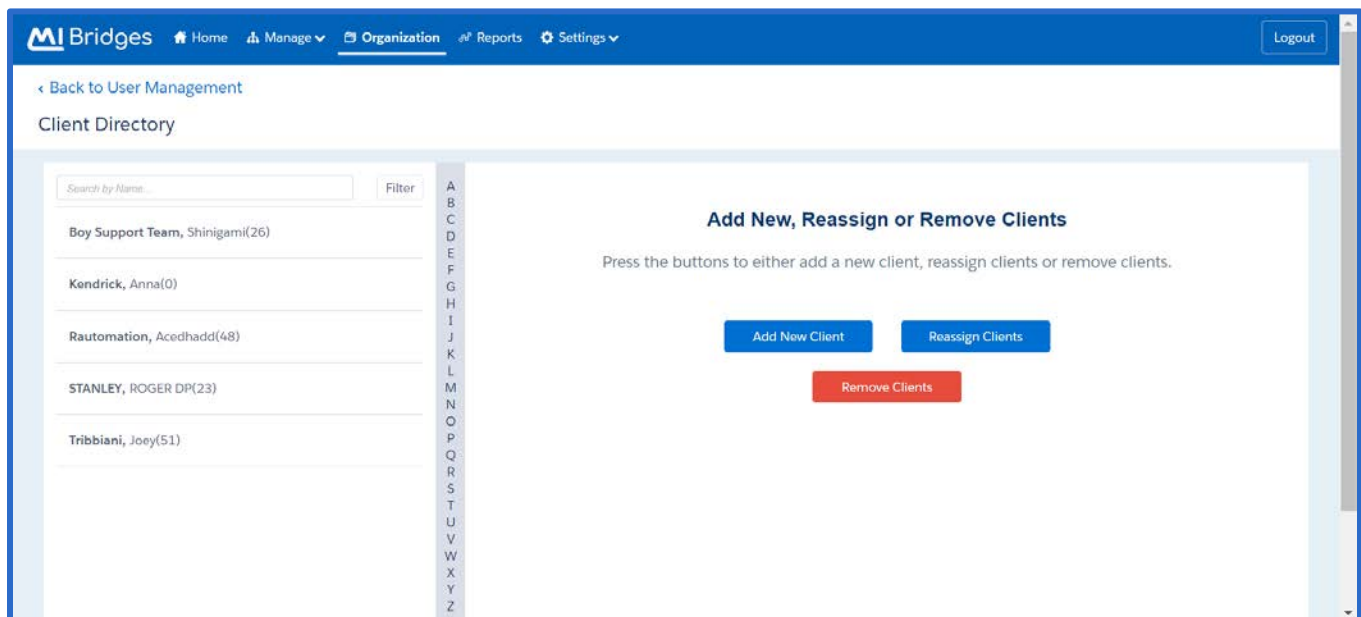 MI Bridges Home Manage Organization Reports Settings Logout
‹ Back to User Management
Client Directory
Search by Name... Filter
Boy Support Team, Shinigami(26)
Kendrick, Anna(0)
Rautomation, Acedhadd(48)
STANLEY, ROGER DP(23)
Tribbiani, Joey(51)
A
B
C
D
E
F
G
H
I
J
K
L
M
N
O
P
Q
R
S
T
U
V
W
X
Y
Z
Add New, Reassign or Remove Clients
Press the buttons to either add a new client, reassign clients or remove clients.
Add New Client Reassign Clients
Remove Clients